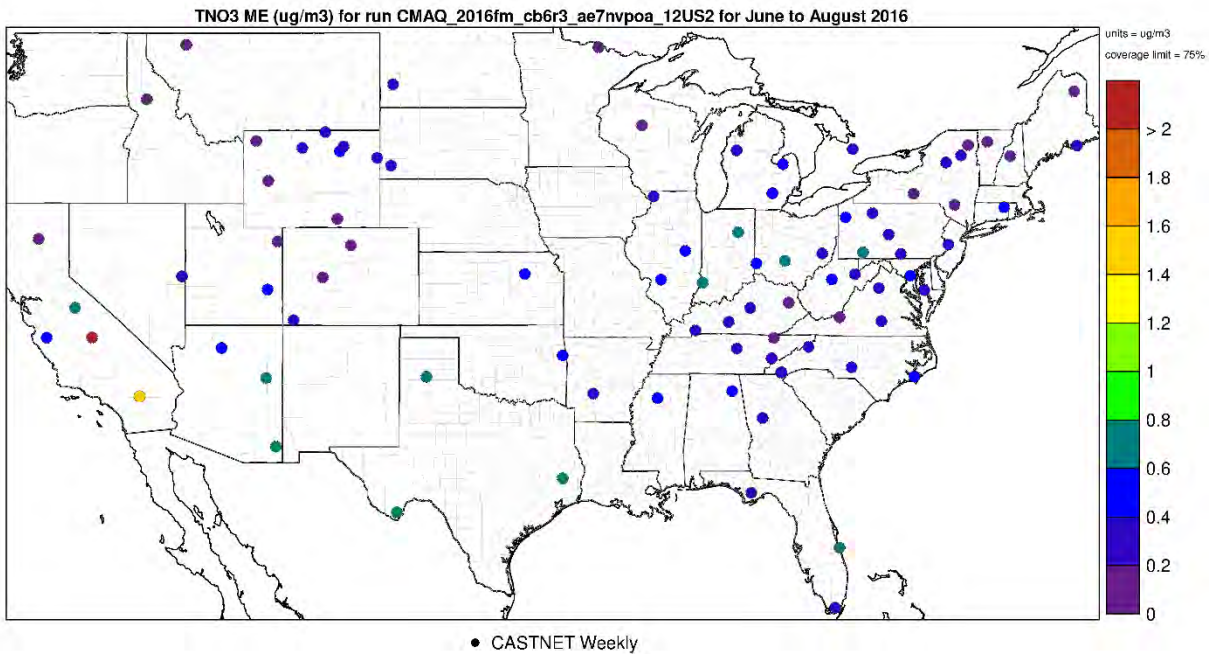 TNO3 ME (ug/m3) for run CMAQ_2016fm_cb6r3_ae7nvpoa_12US2 for June to August 2016
units = ug/m3
coverage limit = 75%
> 2
1.8
1.6
1.4
1.2
1
0.8
0.6
0.4
0.2
0
CASTNET Weekly